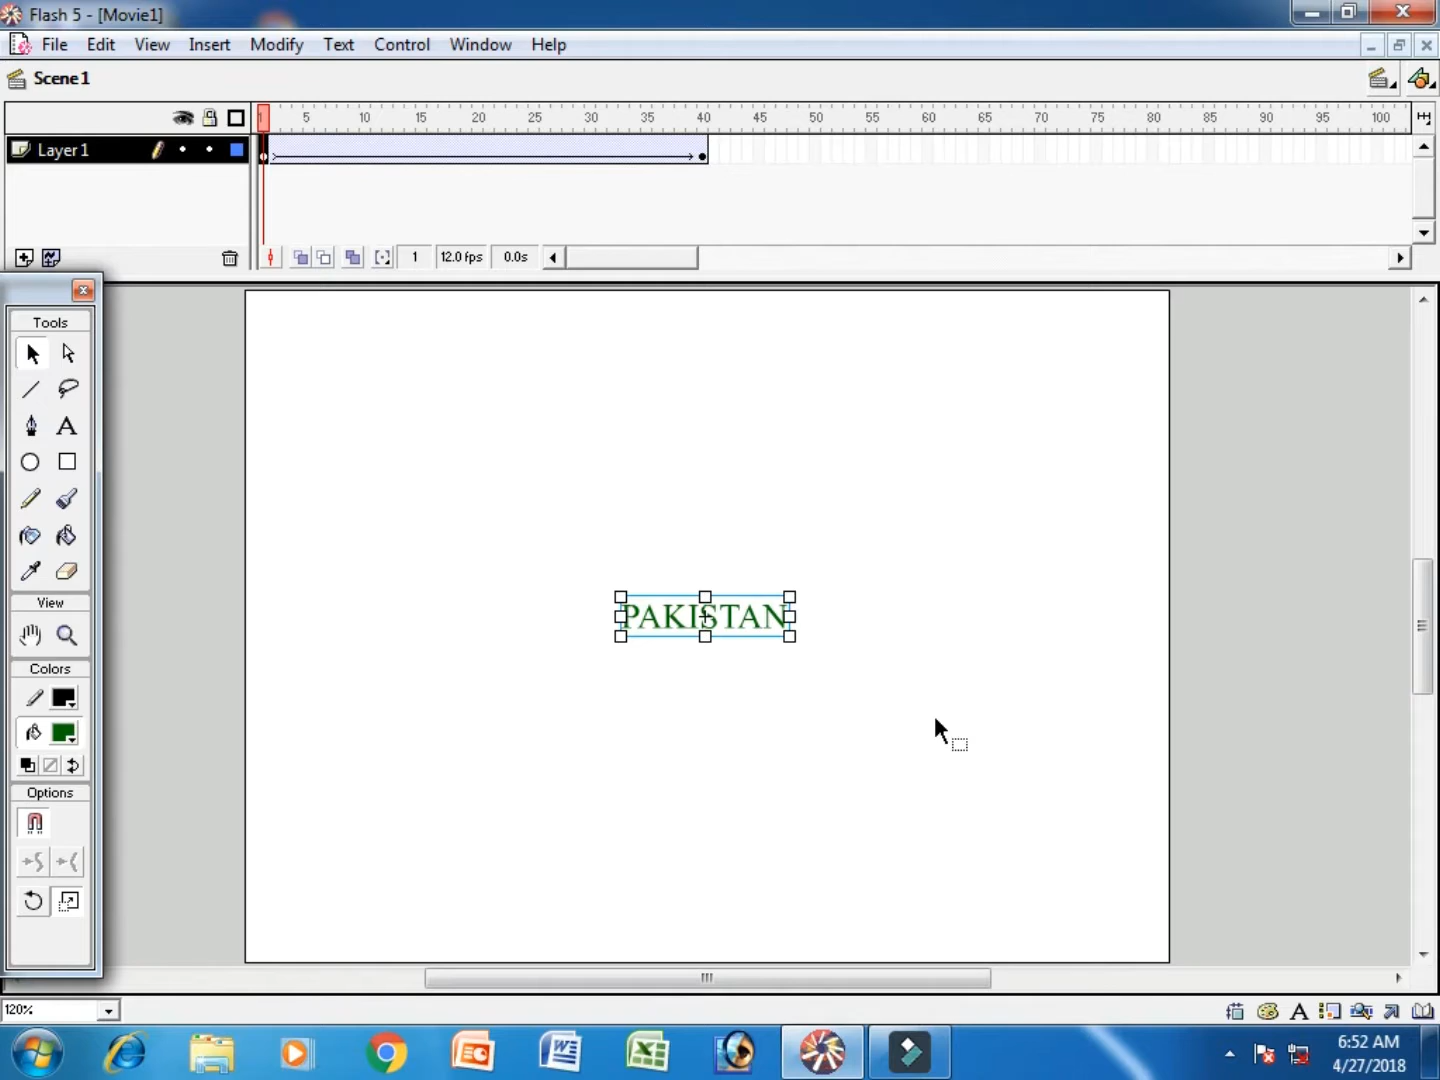 Flash 5 - [Movie1]
File Edit View Insert Modify Text Control Window Help
Scene 1
1 5 10 15 20 25 30 35 40 45 50 55 60 65 70 75 80 85 90 95 100
Layer 1
1 12.0 fps 0.0s
Tools
A
PAKISTAN
View
Colors
Options
120%
A
6:52 AM
4/27/2018